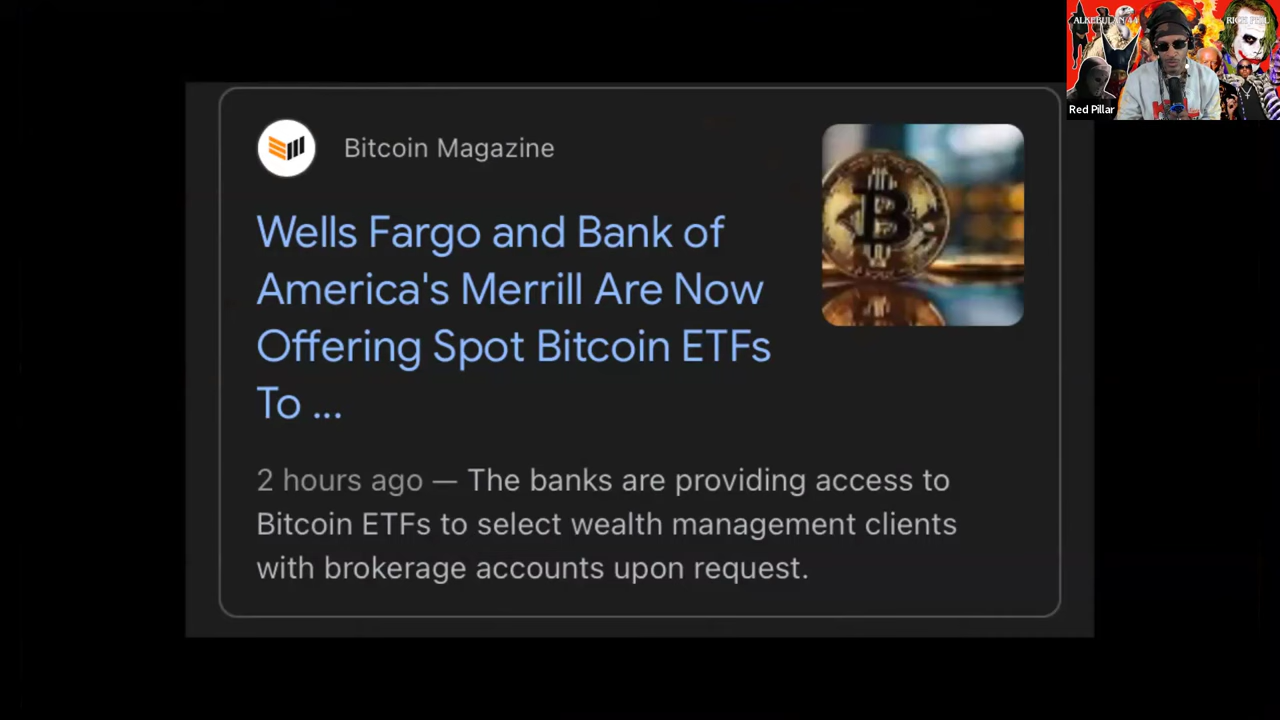 ALKEBULAN 44
Red Pillar
Bitcoin Magazine
Wells Fargo and Bank of
America's Merrill Are Now
Offering Spot Bitcoin ETFs
To ...
2 hours ago — The banks are providing access to
Bitcoin ETFs to select wealth management clients
with brokerage accounts upon request.